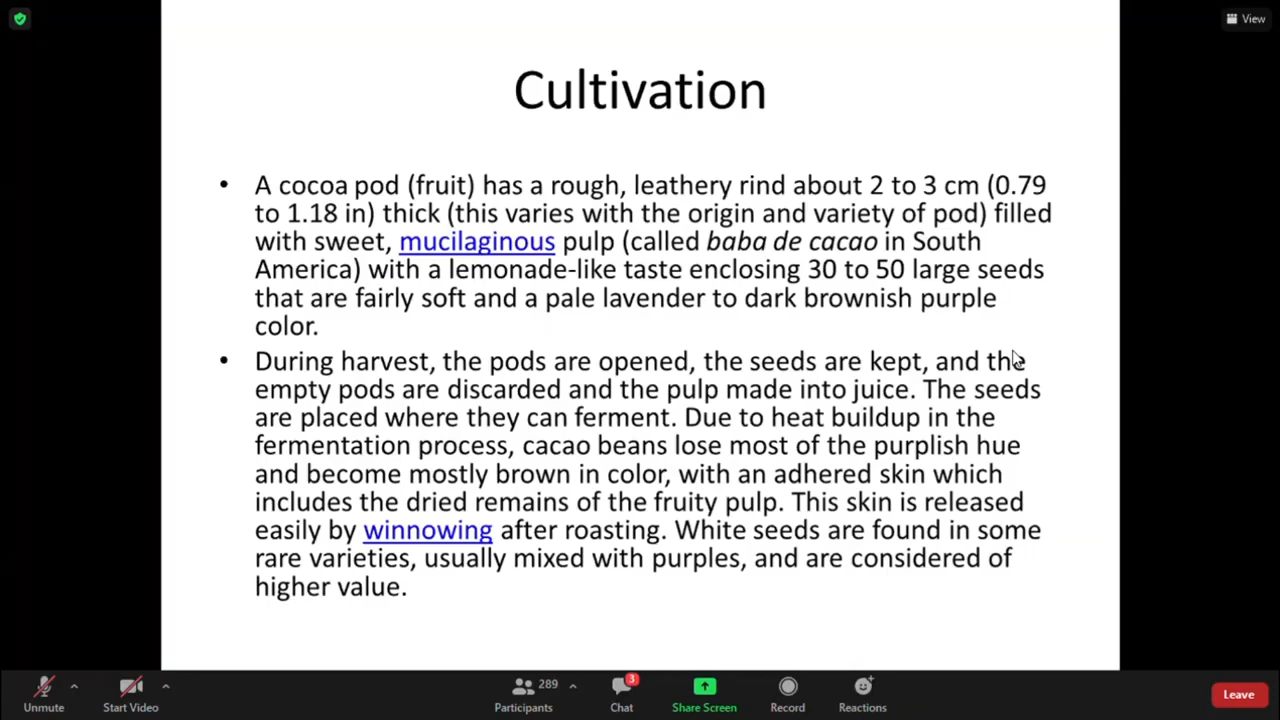 View
Cultivation
• A cocoa pod (fruit) has a rough, leathery rind about 2 to 3 cm (0.79
to 1.18 in) thick (this varies with the origin and variety of pod) filled
with sweet, mucilaginous pulp (called baba de cacao in South
America) with a lemonade-like taste enclosing 30 to 50 large seeds
that are fairly soft and a pale lavender to dark brownish purple
color.
• During harvest, the pods are opened, the seeds are kept, and the
empty pods are discarded and the pulp made into juice. The seeds
are placed where they can ferment. Due to heat buildup in the
fermentation process, cacao beans lose most of the purplish hue
and become mostly brown in color, with an adhered skin which
includes the dried remains of the fruity pulp. This skin is released
easily by winnowing after roasting. White seeds are found in some
rare varieties, usually mixed with purples, and are considered of
higher value.
289
3
Unmute
Start Video
Participants
Chat
Share Screen
Record
Reactions
Leave